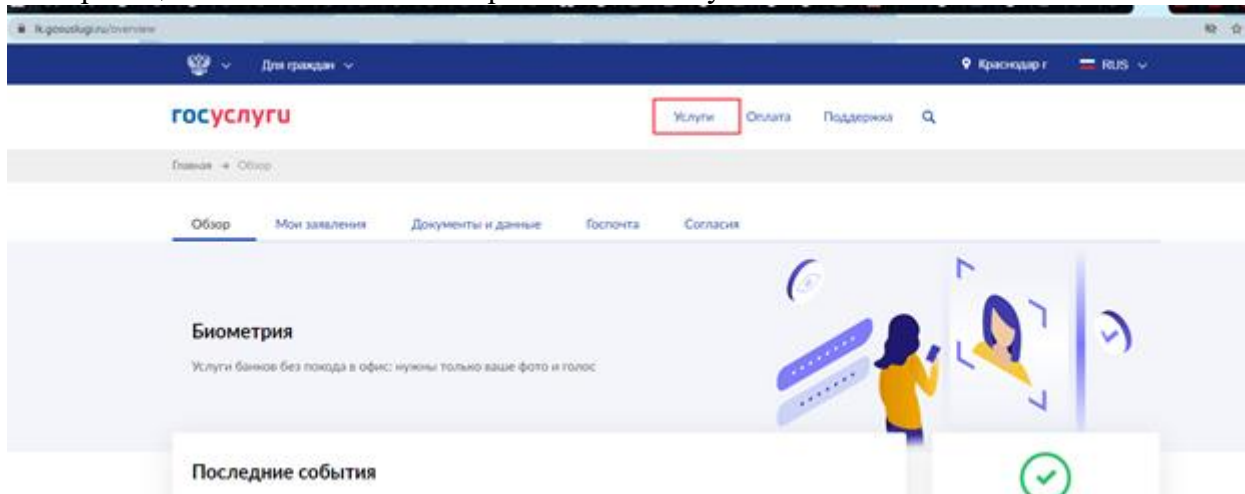 lk.gosuslugi.ru/overview
Для граждан
Краснодар г
RUS
госуслуги
Услуги Оплата Поддержка
Главная → Обзор
Обзор Мои заявления Документы и данные Госпочта Согласия
Биометрия
Услуги банков без похода в офис: нужны только ваше фото и голос
Последние события